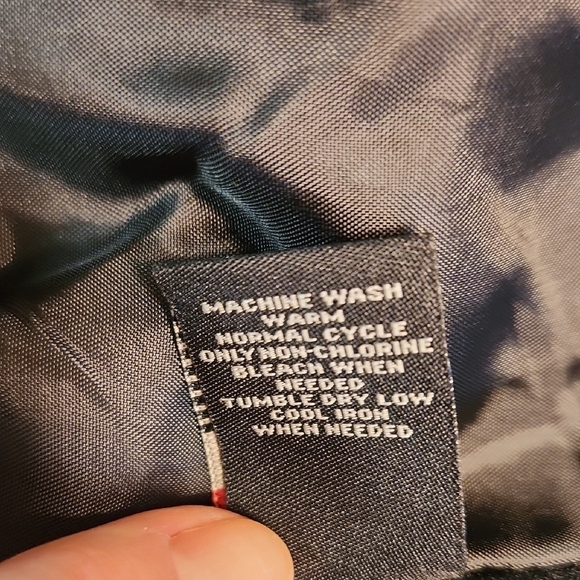 MACHINE WASH
WARM
NORMAL CYCLE
ONLY NON-CHLORINE
BLEACH WHEN
NEEDED
TUMBLE DRY LOW
COOL IRON
WHEN NEEDED